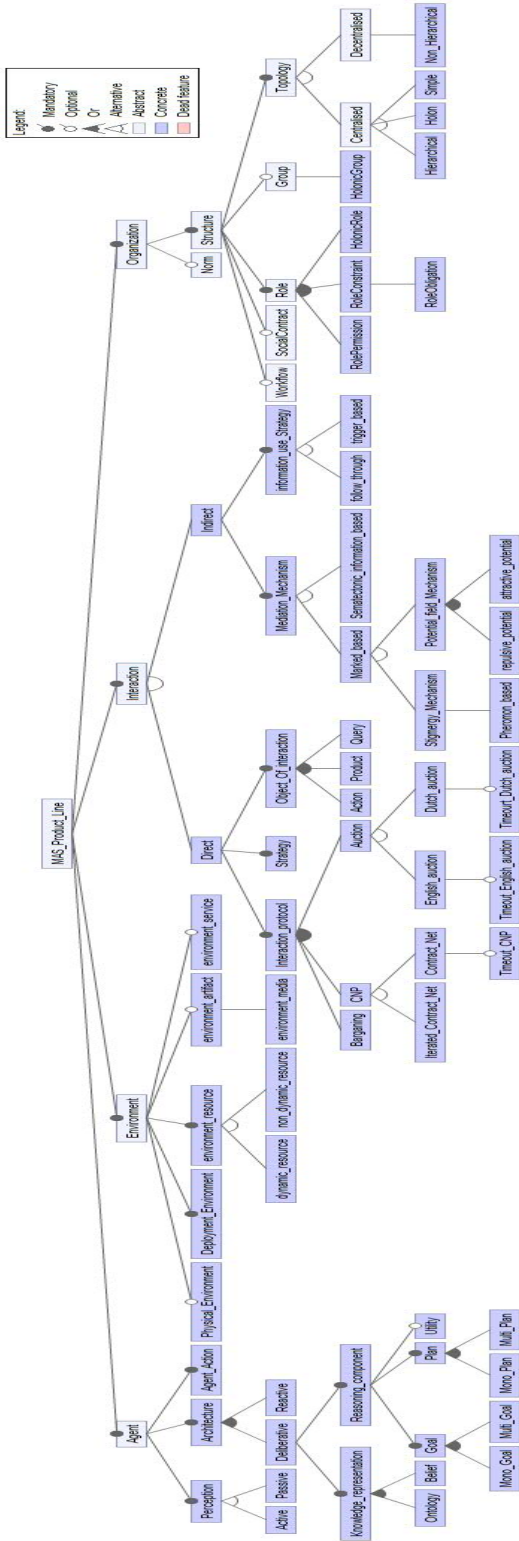 Legend:
Mandatory
Optional
Or
Alternative
Abstract
Concrete
Dead feature
MAS_Product_Line
Agent
Environment
Interaction
Organization
Perception
Architecture
Agent_Action
Physical_Environment
Deployment_Environment
environment_resource
environment_artifact
environment_service
Direct
Indirect
Norm
Structure
Active
Passive
Deliberative
Reactive
dynamic_resource
non_dynamic_resource
environment_media
Interaction_protocol
Strategy
Object_Of_interaction
Mediation_Mechanism
information_use_Strategy
Workflow
SocialContract
Role
Group
Topology
Knowledge_representation
Reasoning_component
Bargaring
CNP
Auction
Action
Product
Query
Marked_based
Sematectonic_information_based
follow_through
trigger_based
RolePermission
RoleConstraint
HolonicRole
HolonicGroup
Centralised
Decentralised
Ontology
Belief
Goal
Plan
Utility
Iterated_Contract_Net
Contract_Net
English_auction
Dutch_auction
Stigmergy_Mechanism
Potential_field_Mechanism
RoleObligation
Hierarchical
Holon
Simple
Non_Hierarchical
Mono_Goal
Multi_Goal
Mono_Plan
Multi_Plan
Timeout_CNP
Timeout_English_auction
Timeourt_Dutch_auction
Pheromon_based
repulsive_potential
attractive_potential